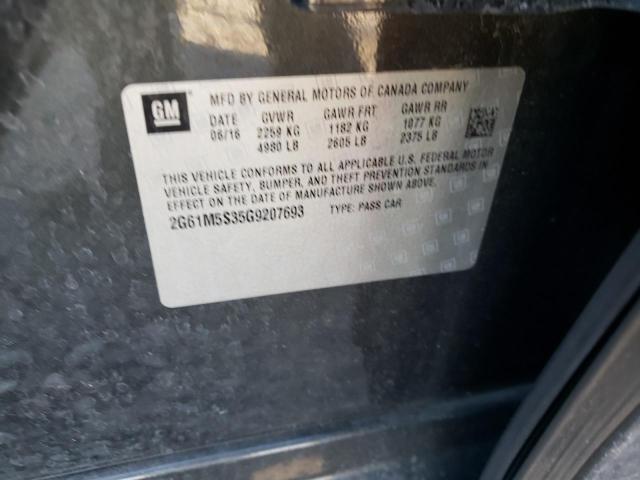 GM
MFD BY GENERAL MOTORS OF CANADA COMPANY
DATE GVWR GAWR FRT GAWR RR
06/16 2259 KG 1182 KG 1077 KG
4980 LB 2605 LB 2375 LB
THIS VEHICLE CONFORMS TO ALL APPLICABLE U.S. FEDERAL MOTOR
VEHICLE SAFETY, BUMPER, AND THEFT PREVENTION STANDARDS IN
EFFECT ON THE DATE OF MANUFACTURE SHOWN ABOVE.
2G61M5S35G9207693 TYPE: PASS CAR